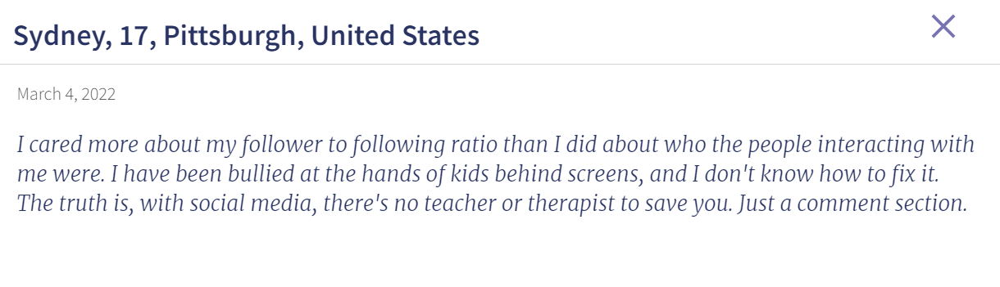 Sydney, 17, Pittsburgh, United States
March 4, 2022
I cared more about my follower to following ratio than I did about who the people interacting with
me were. I have been bullied at the hands of kids behind screens, and I don't know how to fix it.
The truth is, with social media, there's no teacher or therapist to save you. Just a comment section.